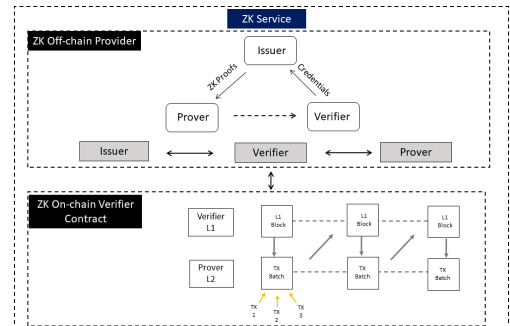 ZK Service
ZK Off-chain Provider
Issuer
ZK Proofs
Credentials
Prover
Verifier
Issuer
Verifier
Prover
ZK On-chain Verifier
Contract
Verifier
L1
L1
Block
L1
Block
L1
Block
Prover
L2
TX
Batch
TX
Batch
TX
Batch
TX
1
TX
2
TX
3